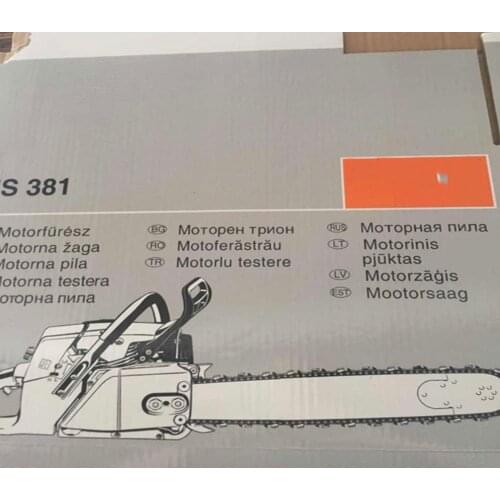 S 381
Motorfűrész
Motorna žaga
Motorna pila
Motorna testera
Моторна пила
BG Моторен трион
RO Motoferăstrău
TR Motorlu testere
RUS Моторная пила
LT Motorinis
pjūktas
LV Motorzāģis
EST Mootorsaag